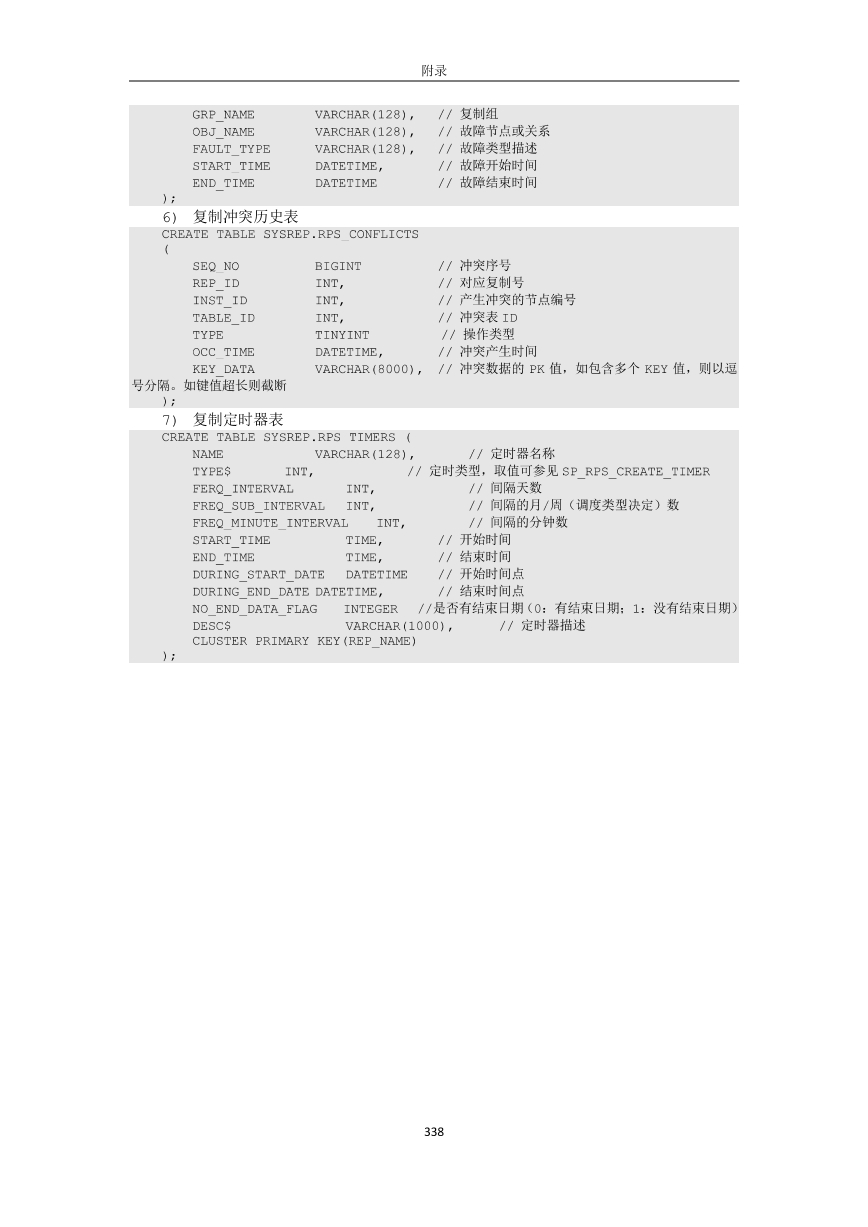 附录
GRP_NAME VARCHAR(128), // 复制组
OBJ_NAME VARCHAR(128), // 故障节点或关系
FAULT_TYPE VARCHAR(128), // 故障类型描述
START_TIME DATETIME, // 故障开始时间
END_TIME DATETIME // 故障结束时间
);
6) 复制冲突历史表
CREATE TABLE SYSREP.RPS_CONFLICTS
(
SEQ_NO BIGINT // 冲突序号
REP_ID INT, // 对应复制号
INST_ID INT, // 产生冲突的节点编号
TABLE_ID INT, // 冲突表 ID
TYPE TINYINT // 操作类型
OCC_TIME DATETIME, // 冲突产生时间
KEY_DATA VARCHAR(8000), // 冲突数据的 PK 值，如包含多个 KEY 值，则以逗
号分隔。如键值超长则截断
);
7) 复制定时器表
CREATE TABLE SYSREP.RPS TIMERS (
NAME VARCHAR(128), // 定时器名称
TYPE$ INT, // 定时类型，取值可参见 SP_RPS_CREATE_TIMER
FERQ_INTERVAL INT, // 间隔天数
FREQ_SUB_INTERVAL INT, // 间隔的月/周（调度类型决定）数
FREQ_MINUTE_INTERVAL INT, // 间隔的分钟数
START_TIME TIME, // 开始时间
END_TIME TIME, // 结束时间
DURING_START_DATE DATETIME // 开始时间点
DURING_END_DATE DATETIME, // 结束时间点
NO_END_DATA_FLAG INTEGER //是否有结束日期（0：有结束日期；1：没有结束日期）
DESC$ VARCHAR(1000), // 定时器描述
CLUSTER PRIMARY KEY(REP_NAME)
);
338